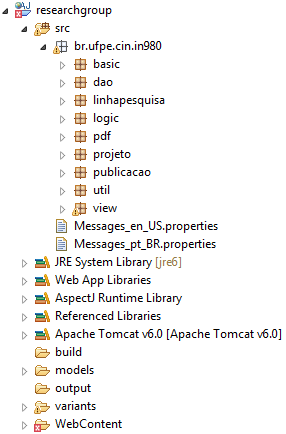 AJ researchgroup
src
br.ufpe.cin.in980
basic
dao
linhapesquisa
logic
pdf
projeto
publicacao
util
view
Messages_en_US.properties
Messages_pt_BR.properties
JRE System Library [jre6]
Web App Libraries
AspectJ Runtime Library
Referenced Libraries
Apache Tomcat v6.0 [Apache Tomcat v6.0]
build
models
output
variants
WebContent